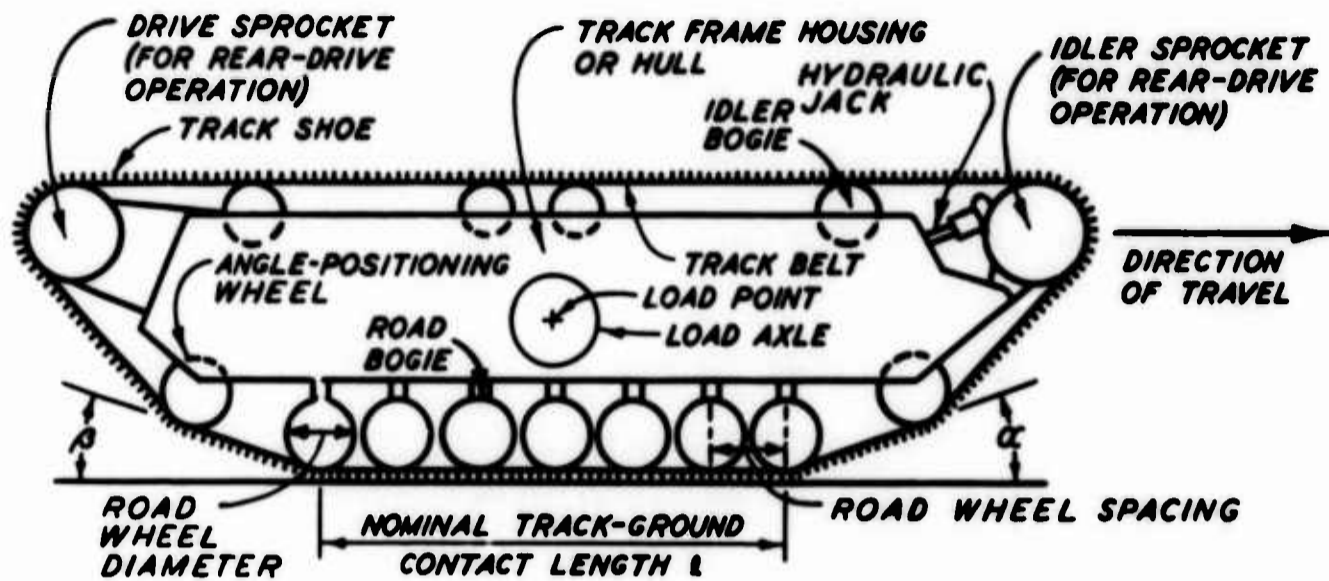 DRIVE SPROCKET
(FOR REAR-DRIVE
OPERATION)
TRACK SHOE
TRACK FRAME HOUSING
OR HULL
HYDRAULIC
JACK
IDLER
BOGIE
IDLER SPROCKET
(FOR REAR-DRIVE
OPERATION)
ANGLE-POSITIONING
WHEEL
TRACK BELT
LOAD POINT
LOAD AXLE
DIRECTION
OF TRAVEL
ROAD
BOGIE
β
α
ROAD
WHEEL
DIAMETER
NOMINAL TRACK-GROUND
CONTACT LENGTH ℓ
ROAD WHEEL SPACING